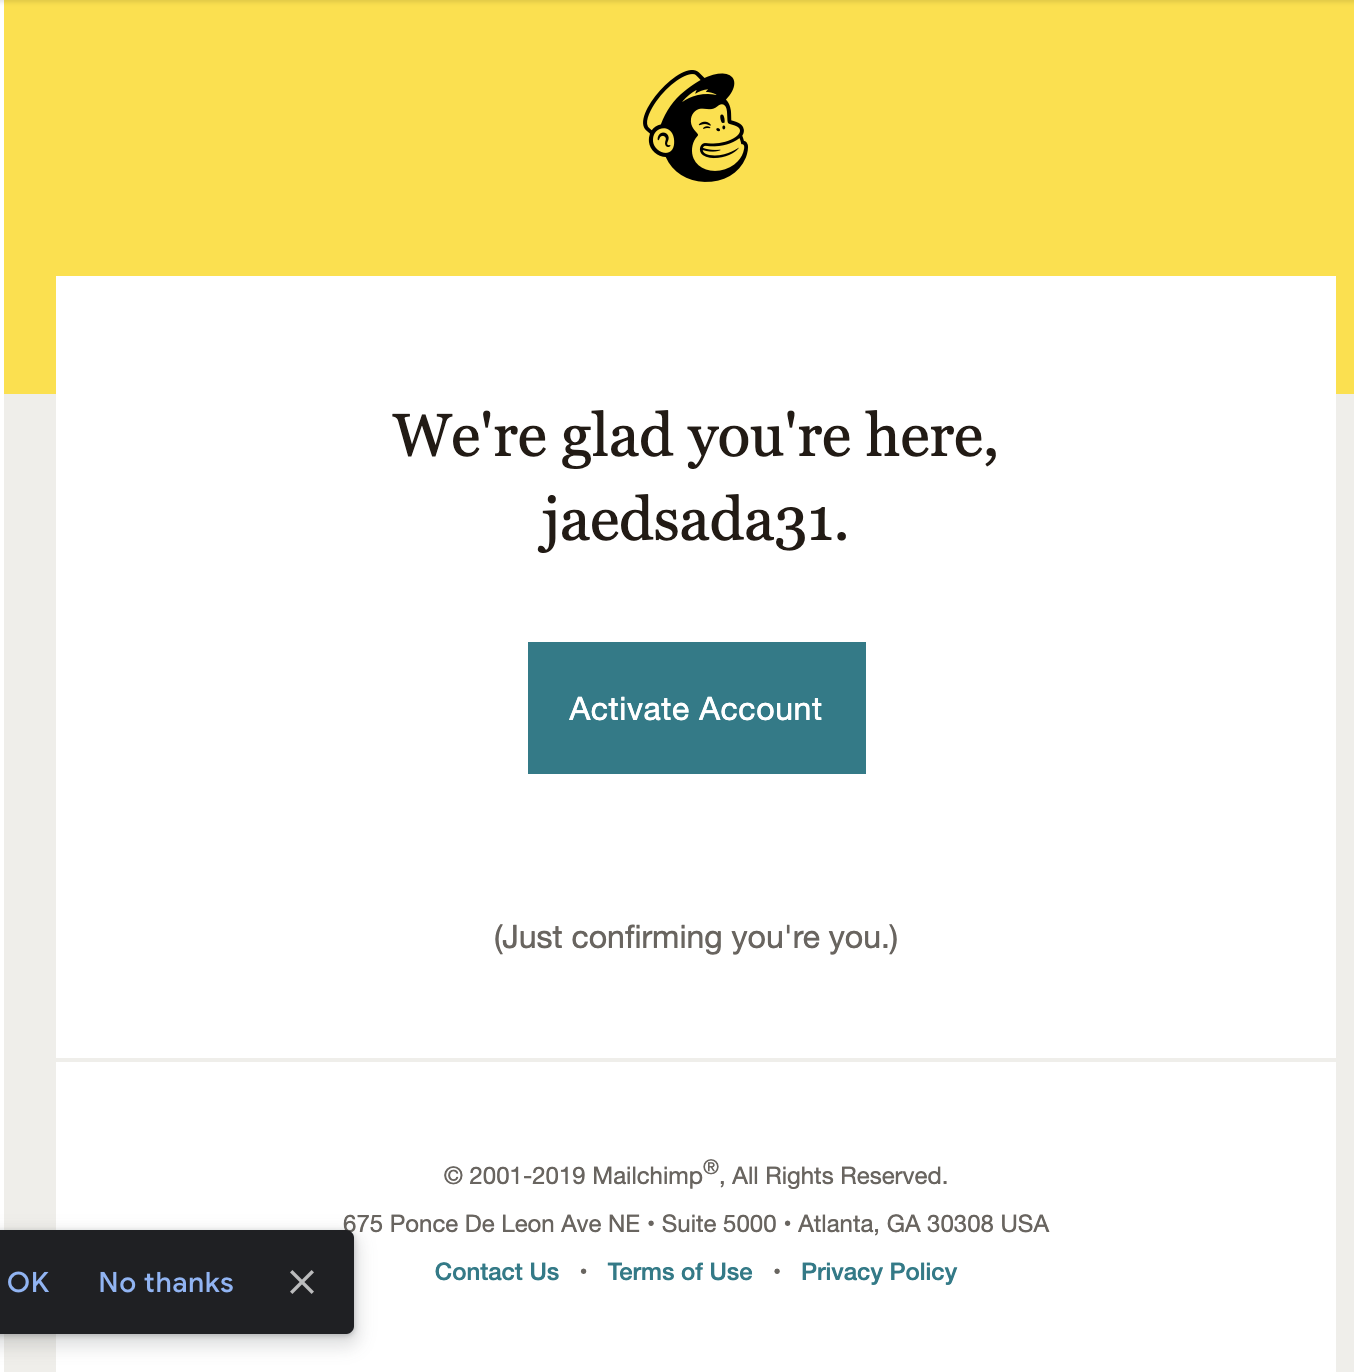 We're glad you're here,
jaedsada31.
Activate Account
(Just confirming you're you.)
© 2001-2019 Mailchimp®, All Rights Reserved.
675 Ponce De Leon Ave NE • Suite 5000 • Atlanta, GA 30308 USA
Contact Us • Terms of Use • Privacy Policy
OK No thanks